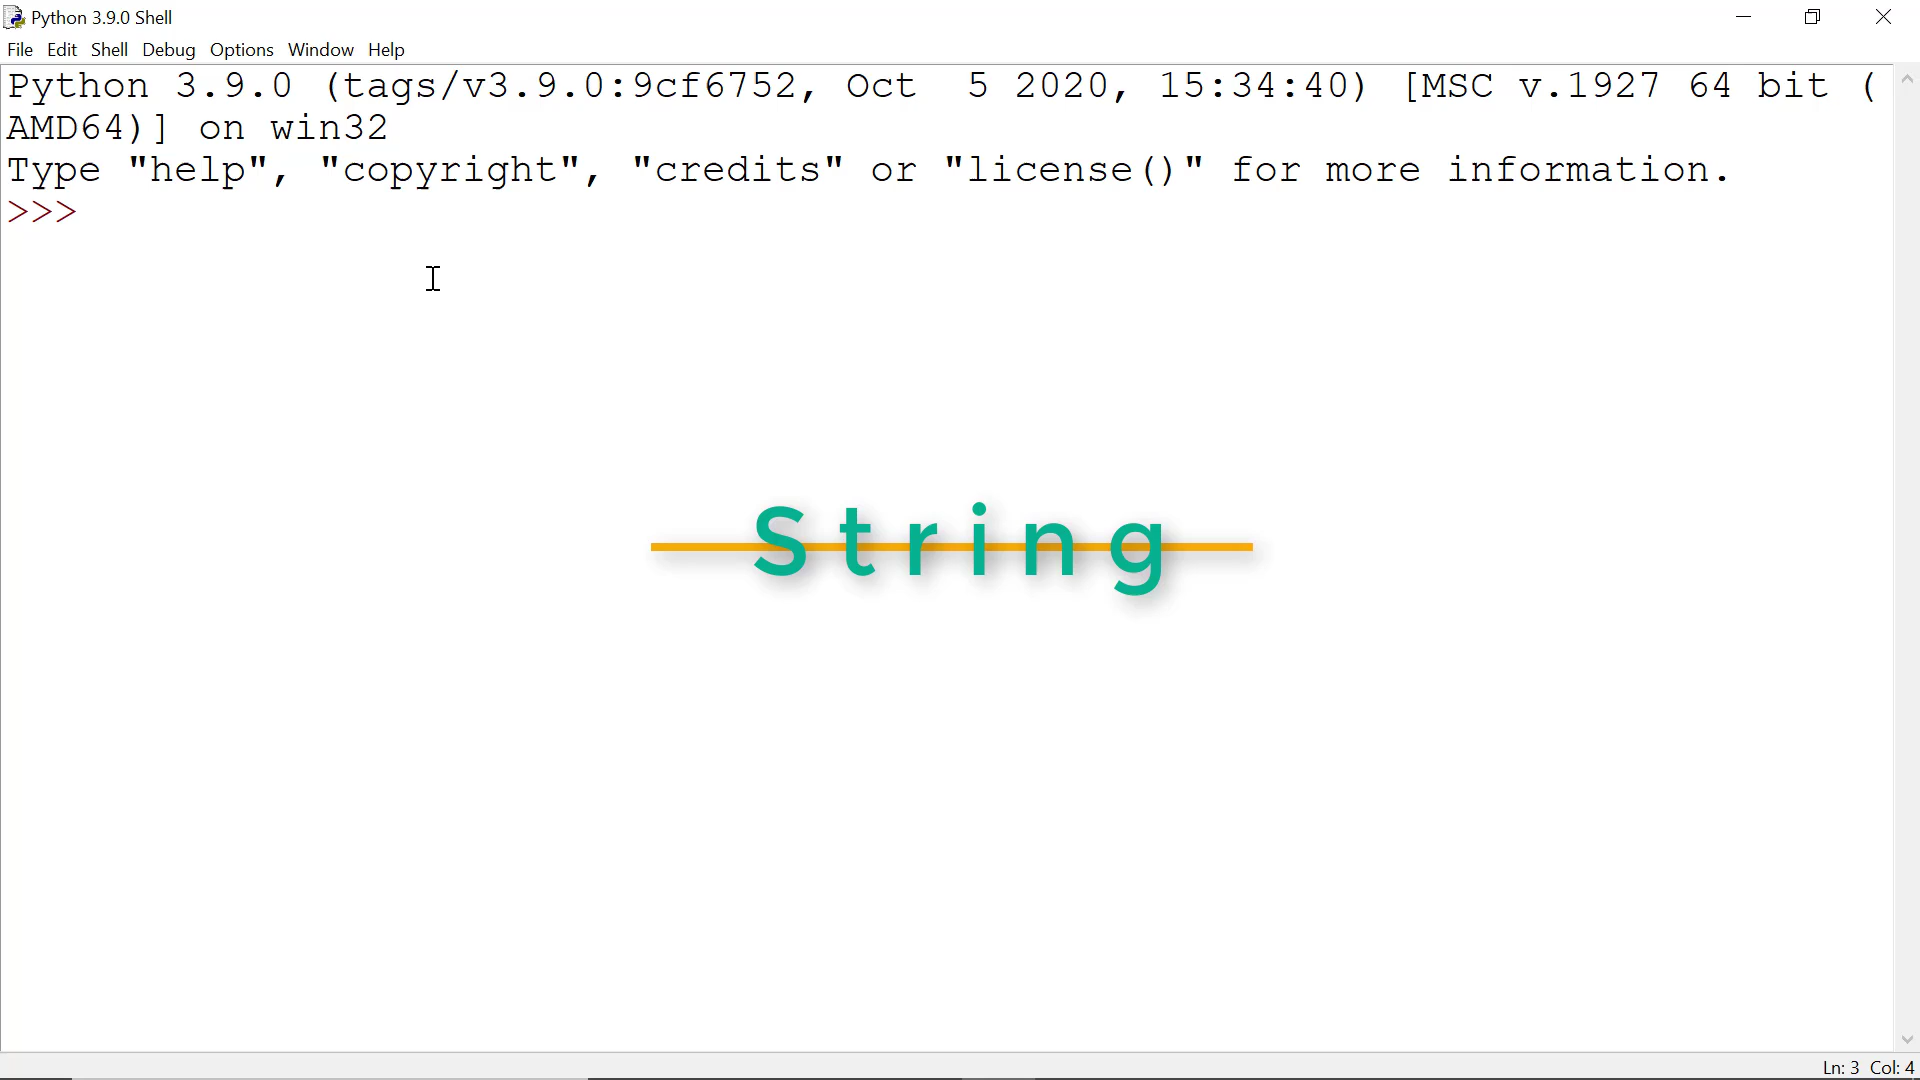 Python 3.9.0 Shell
File Edit Shell Debug Options Window Help
Python 3.9.0 (tags/v3.9.0:9cf6752, Oct  5 2020, 15:34:40) [MSC v.1927 64 bit (
AMD64)] on win32
Type "help", "copyright", "credits" or "license()" for more information.
>>>
String
Ln: 3 Col: 4